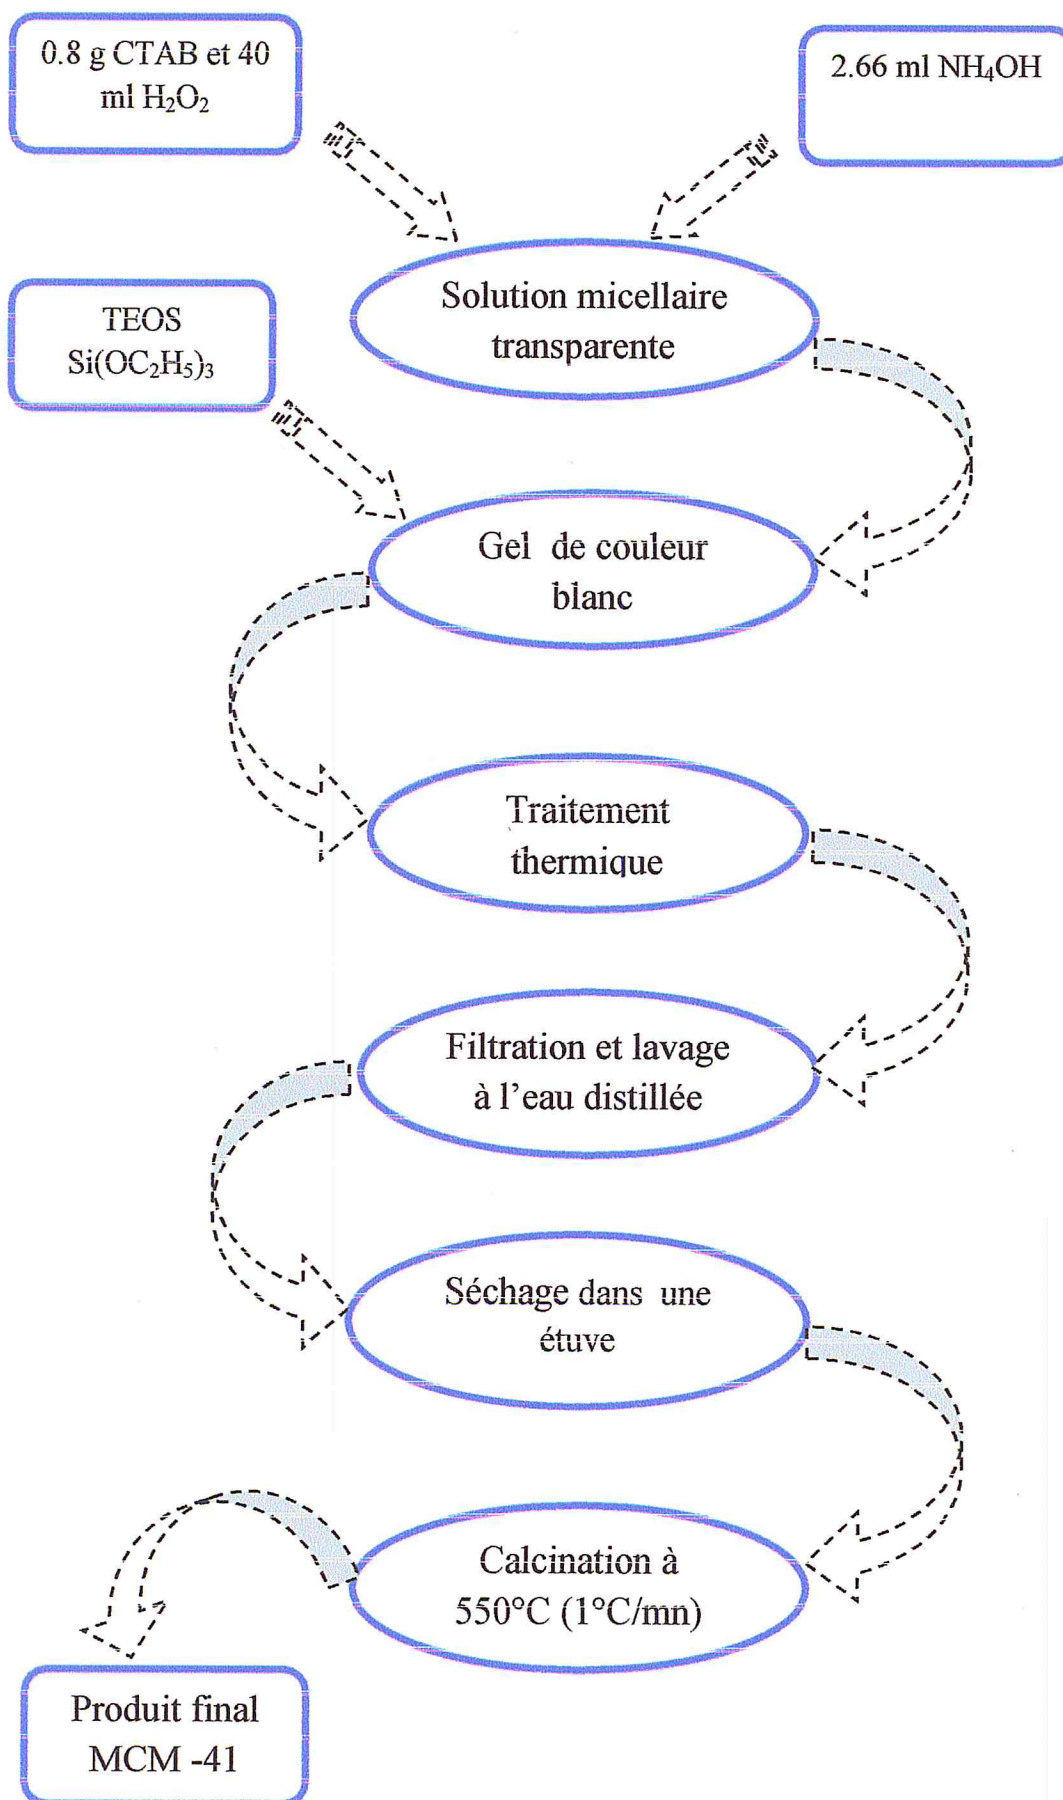 0.8 g CTAB et 40
ml H₂O₂
2.66 ml NH₄OH
Solution micellaire
transparente
TEOS
Si(OC₂H₅)₃
Gel de couleur
blanc
Traitement
thermique
Filtration et lavage
à l’eau distillée
Séchage dans une
étuve
Calcination à
550°C (1°C/mn)
Produit final
MCM -41